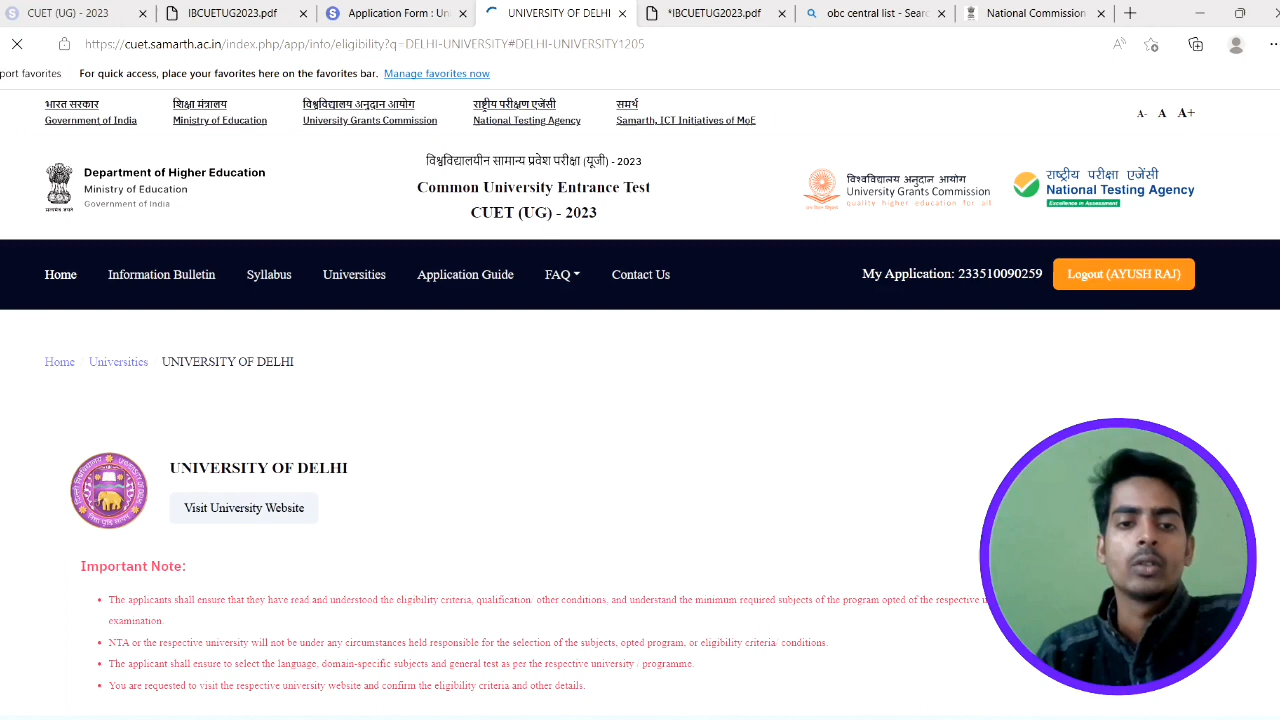 CUET (UG) - 2023
IBCUETUG2023.pdf
Application Form : Un
UNIVERSITY OF DELHI
*IBCUETUG2023.pdf
obc central list - Searc
National Commission
https://cuet.samarth.ac.in/index.php/app/info/eligibility?q=DELHI-UNIVERSITY#DELHI-UNIVERSITY1205
port favorites
For quick access, place your favorites here on the favorites bar. Manage favorites now
भारत सरकार
Government of India
शिक्षा मंत्रालय
Ministry of Education
विश्वविद्यालय अनुदान आयोग
University Grants Commission
राष्ट्रीय परीक्षण एजेंसी
National Testing Agency
समर्थ
Samarth, ICT Initiatives of MoE
A- A A+
Department of Higher Education
Ministry of Education
Government of India
विश्वविद्यालयीन सामान्य प्रवेश परीक्षा (यूजी) - 2023
Common University Entrance Test
CUET (UG) - 2023
विश्वविद्यालय अनुदान आयोग
University Grants Commission
quality higher education for all
राष्ट्रीय परीक्षा एजेंसी
National Testing Agency
Excellence in Assessment
Home Information Bulletin Syllabus Universities Application Guide FAQ Contact Us My Application: 233510090259 Logout (AYUSH RAJ)
Home / Universities / UNIVERSITY OF DELHI
UNIVERSITY OF DELHI
Visit University Website
Important Note:
• The applicants shall ensure that they have read and understood the eligibility criteria, qualification, other conditions, and understand the minimum required subjects of the program opted of the respective
examination.
• NTA or the respective university will not be under any circumstances held responsible for the selection of the subjects, opted program, or eligibility criteria/ conditions.
• The applicant shall ensure to select the language, domain-specific subjects and general test as per the respective university / programme.
• You are requested to visit the respective university website and confirm the eligibility criteria and other details.